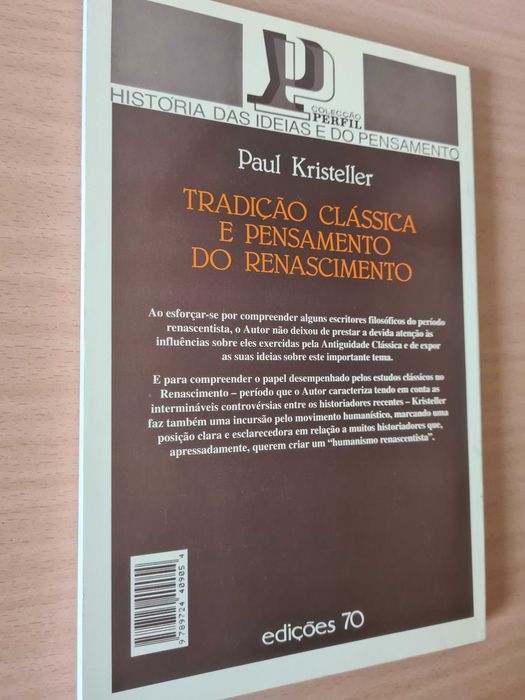 COLECÇÃO
PERFIL
HISTÓRIA DAS IDEIAS E DO PENSAMENTO
Paul Kristeller
TRADIÇÃO CLÁSSICA
E PENSAMENTO
DO RENASCIMENTO
Ao esforçar-se por compreender alguns escritores filosóficos do período
renascentista, o Autor não deixou de prestar a devida atenção às
influências sobre eles exercidas pela Antiguidade Clássica e de expor
as suas ideias sobre este importante tema.
E para compreender o papel desempenhado pelos estudos clássicos no
Renascimento – período que o Autor caracteriza tendo em conta as
intermináveis controvérsias entre os historiadores recentes – Kristeller
faz também uma incursão pelo movimento humanístico, marcando uma
posição clara e esclarecedora em relação a muitos historiadores que,
apressadamente, querem criar um “humanismo renascentista”.
9 789724 409054
edições 70